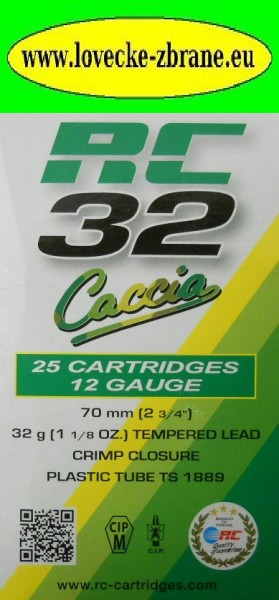 www.lovecke-zbrane.eu
RC
32
Caccia
25 CARTRIDGES
12 GAUGE
70 mm (2 3/4")
32 g (1 1/8 OZ.) TEMPERED LEAD
CRIMP CLOSURE
PLASTIC TUBE TS 1889
CIP
M
C.I.P.
RC
www.rc-cartridges.com